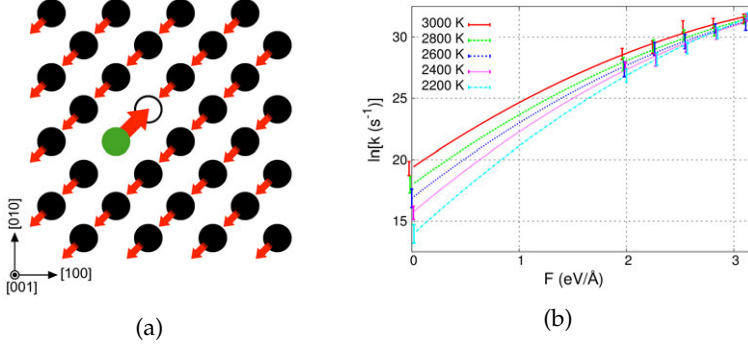 [010]
[100]
[001]
(a)
ln[k (s⁻¹)]
30
25
20
15
3000 K
2800 K
2600 K
2400 K
2200 K
0
1
2
3
F (eV/Å)
(b)